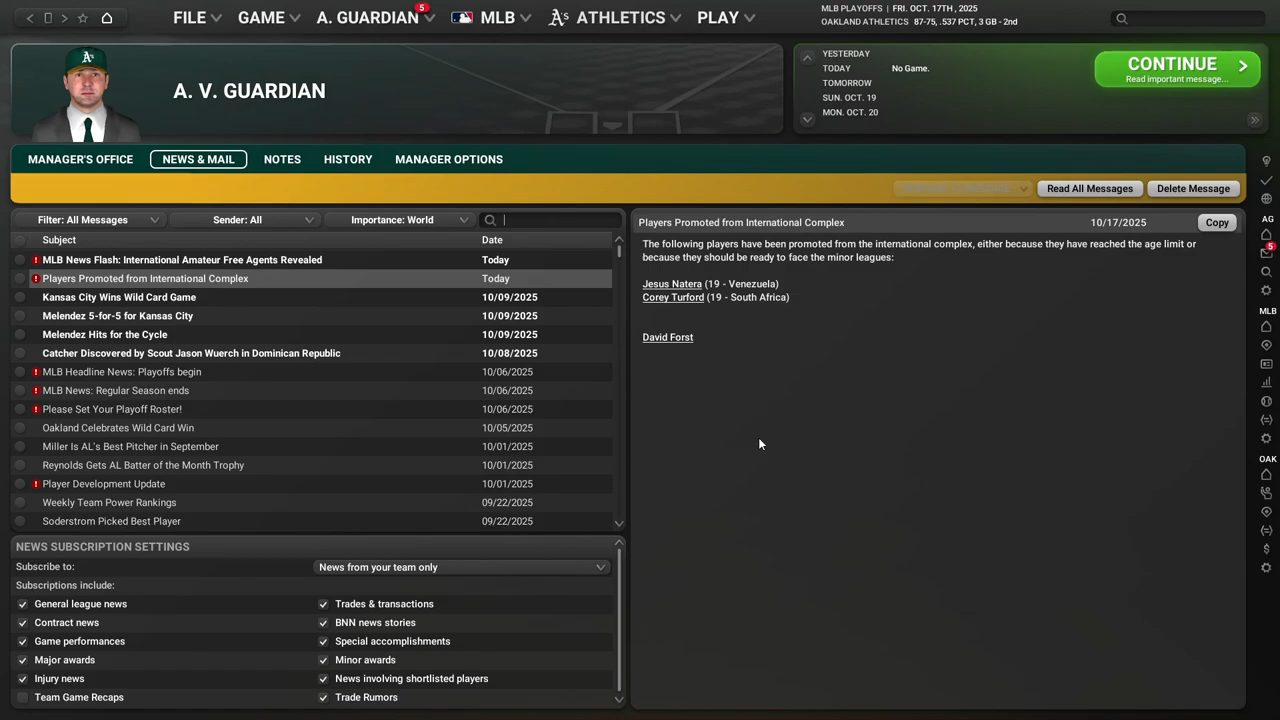 FILE
GAME
A. GUARDIAN
5
MLB
A's ATHLETICS
PLAY
MLB PLAYOFFS | FRI. OCT. 17TH , 2025
OAKLAND ATHLETICS 87-75, .537 PCT, 3 GB - 2nd
A. V. GUARDIAN
YESTERDAY
TODAY No Game.
TOMORROW
SUN. OCT. 19
MON. OCT. 20
CONTINUE
Read important message...
MANAGER'S OFFICE
NEWS & MAIL
NOTES
HISTORY
MANAGER OPTIONS
Read All Messages
Delete Message
Filter: All Messages
Sender: All
Importance: World
Subject Date
MLB News Flash: International Amateur Free Agents Revealed Today
Players Promoted from International Complex Today
Kansas City Wins Wild Card Game 10/09/2025
Melendez 5-for-5 for Kansas City 10/09/2025
Melendez Hits for the Cycle 10/09/2025
Catcher Discovered by Scout Jason Wuerch in Dominican Republic 10/08/2025
MLB Headline News: Playoffs begin 10/06/2025
MLB News: Regular Season ends 10/06/2025
Please Set Your Playoff Roster! 10/06/2025
Oakland Celebrates Wild Card Win 10/05/2025
Miller Is AL's Best Pitcher in September 10/01/2025
Reynolds Gets AL Batter of the Month Trophy 10/01/2025
Player Development Update 10/01/2025
Weekly Team Power Rankings 09/22/2025
Soderstrom Picked Best Player 09/22/2025
NEWS SUBSCRIPTION SETTINGS
Subscribe to: News from your team only
Subscriptions include:
General league news Trades & transactions
Contract news BNN news stories
Game performances Special accomplishments
Major awards Minor awards
Injury news News involving shortlisted players
Team Game Recaps Trade Rumors
Players Promoted from International Complex 10/17/2025 Copy
The following players have been promoted from the international complex, either because they have reached the age limit or
because they should be ready to face the minor leagues:
Jesus Natera (19 - Venezuela)
Corey Turford (19 - South Africa)
David Forst
AG
5
MLB
OAK